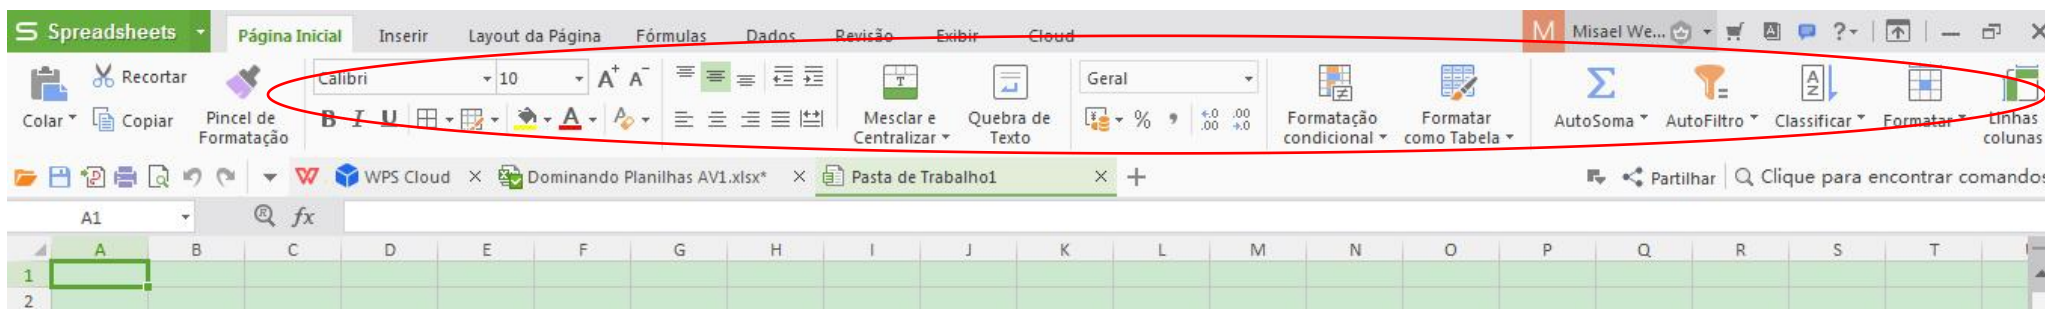 Spreadsheets Página Inicial Inserir Layout da Página Fórmulas Dados Revisão Exibir Cloud M Misael We... ?
Recortar Calibri 10 A+ A- Geral
Colar Copiar Pincel de Formatação B I U A Mesclar e Centralizar Quebra de Texto % Formatação condicional Formatar como Tabela AutoSoma AutoFiltro Classificar Formatar Linhas colunas
WPS Cloud Dominando Planilhas AV1.xlsx* Pasta de Trabalho1 Partilhar Clique para encontrar comandos
A1 fx
A B C D E F G H I J K L M N O P Q R S T
1
2